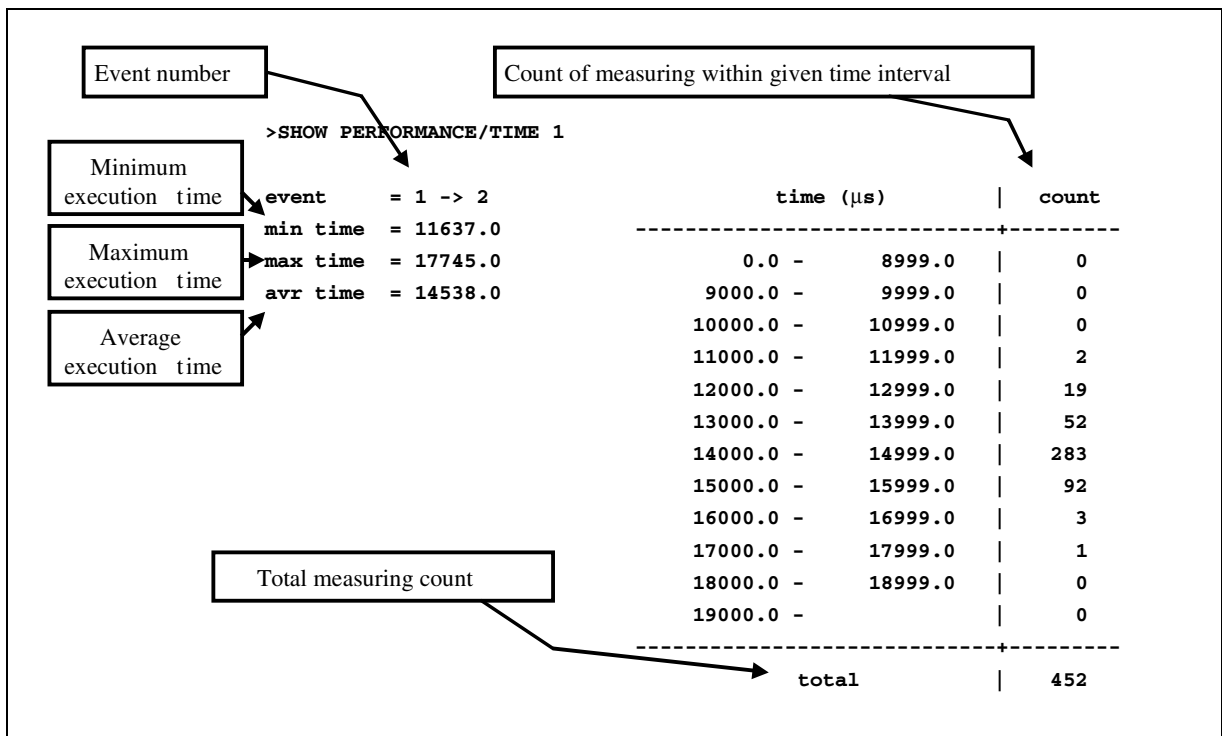 Event number
Count of measuring within given time interval
>SHOW PERFORMANCE/TIME 1
Minimum
execution time
Maximum
execution time
Average
execution time
event = 1 -> 2
min time = 11637.0
max time = 17745.0
avr time = 14538.0
time (µs) | count
-----------------------------+---------
0.0 - 8999.0 | 0
9000.0 - 9999.0 | 0
10000.0 - 10999.0 | 0
11000.0 - 11999.0 | 2
12000.0 - 12999.0 | 19
13000.0 - 13999.0 | 52
14000.0 - 14999.0 | 283
15000.0 - 15999.0 | 92
16000.0 - 16999.0 | 3
17000.0 - 17999.0 | 1
18000.0 - 18999.0 | 0
19000.0 - | 0
-----------------------------+---------
total | 452
Total measuring count